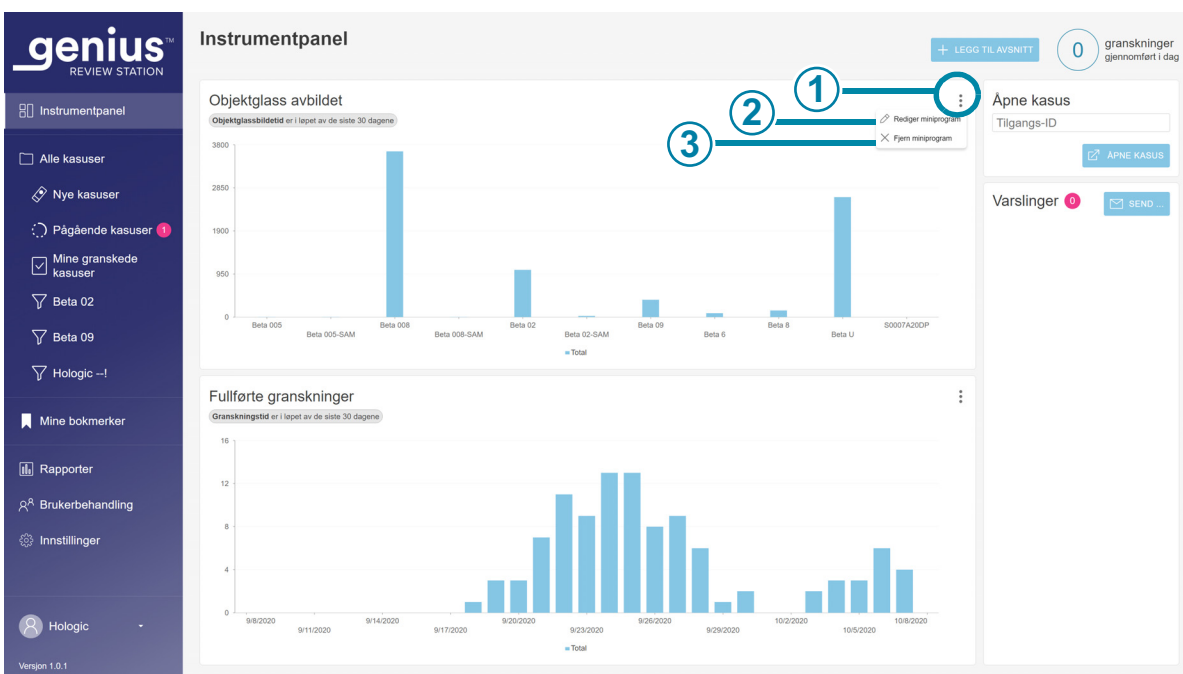 genius™
REVIEW STATION
Instrumentpanel
Alle kasuser
Nye kasuser
Pågående kasuser 1
Mine granskede
kasuser
Beta 02
Beta 09
Hologic --!
Mine bokmerker
Rapporter
Brukerbehandling
Innstillinger
Hologic
Versjon 1.0.1
Instrumentpanel
+ LEGG TIL AVSNITT
0
granskninger
gjennomført i dag
Objektglass avbildet
Objektglassbildetid er i løpet av de siste 30 dagene
1
2
3
Rediger miniprogram
Fjern miniprogram
3800
2850
1900
950
0
Beta 005
Beta 005-SAM
Beta 008
Beta 008-SAM
Beta 02
Beta 02-SAM
Beta 09
Beta 6
Beta 8
Beta U
S0007A20DP
Total
Fullførte granskninger
Granskningstid er i løpet av de siste 30 dagene
16
12
8
4
0
9/8/2020
9/11/2020
9/14/2020
9/17/2020
9/20/2020
9/23/2020
9/26/2020
9/29/2020
10/2/2020
10/5/2020
10/8/2020
Total
Åpne kasus
Tilgangs-ID
ÅPNE KASUS
Varslinger 0
SEND ...